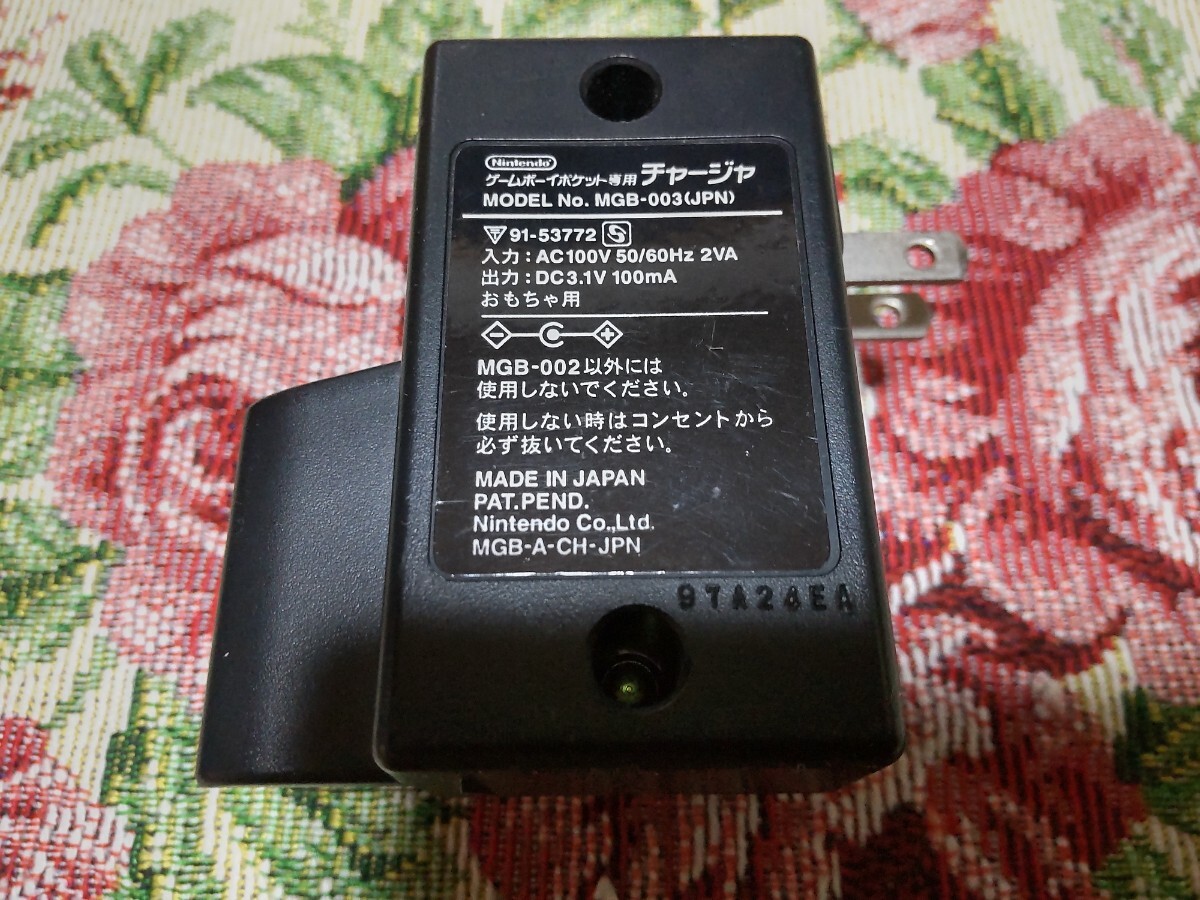 Nintendo
ゲームボーイポケット専用 チャージャ
MODEL No. MGB-003(JPN)
91-53772
入力：AC100V 50/60Hz 2VA
出力：DC3.1V 100mA
おもちゃ用
MGB-002以外には
使用しないでください。
使用しない時はコンセントから
必ず抜いてください。
MADE IN JAPAN
PAT.PEND.
Nintendo Co.,Ltd.
MGB-A-CH-JPN
97A24EA